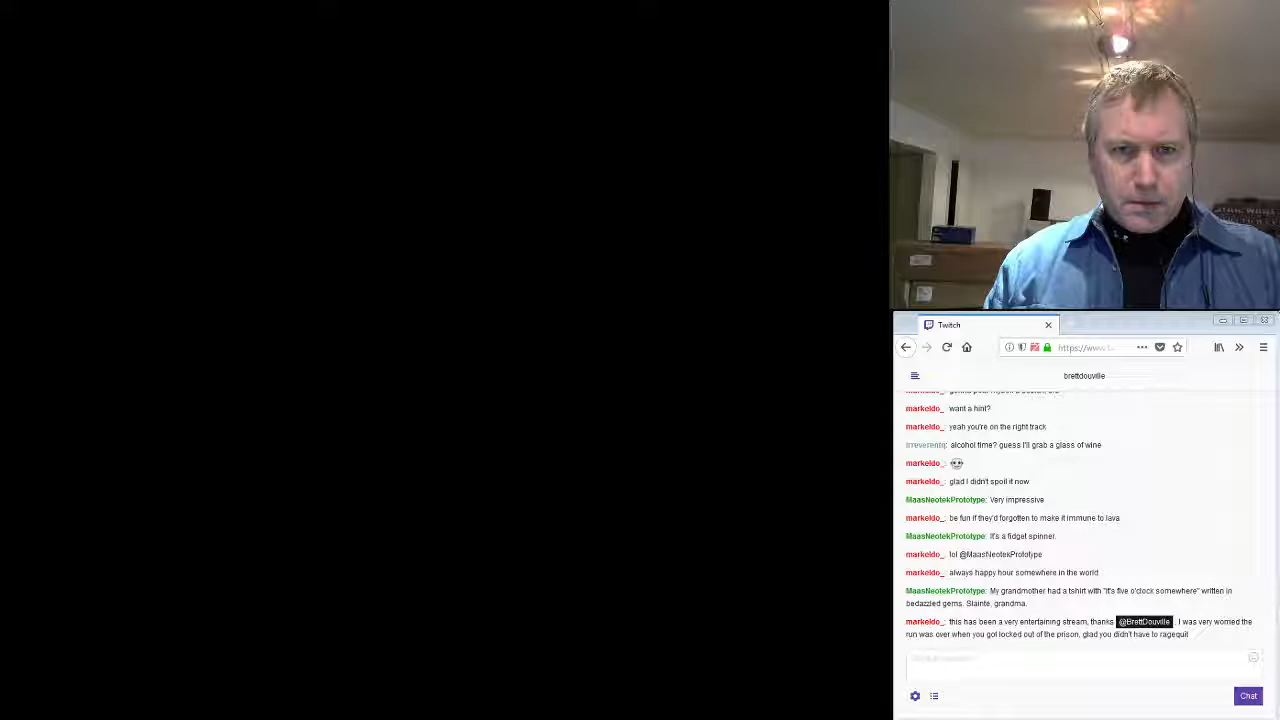 Twitch
https://www.t
brettdouville
markeldo_: want a hint?
markeldo_: yeah you're on the right track
irreverentq: alcohol time? guess I'll grab a glass of wine
markeldo_:
markeldo_: glad I didn't spoil it now
MaasNeotekPrototype: Very impressive
markeldo_: be fun if they'd forgotten to make it immune to lava
MaasNeotekPrototype: It's a fidget spinner.
markeldo_: lol @MaasNeotekPrototype
markeldo_: always happy hour somewhere in the world
MaasNeotekPrototype: My grandmother had a tshirt with "It's five o'clock somewhere" written in
bedazzled gems. Slainte, grandma.
markeldo_: this has been a very entertaining stream, thanks @BrettDouville . I was very worried the
run was over when you got locked out of the prison, glad you didn't have to ragequit
Chat